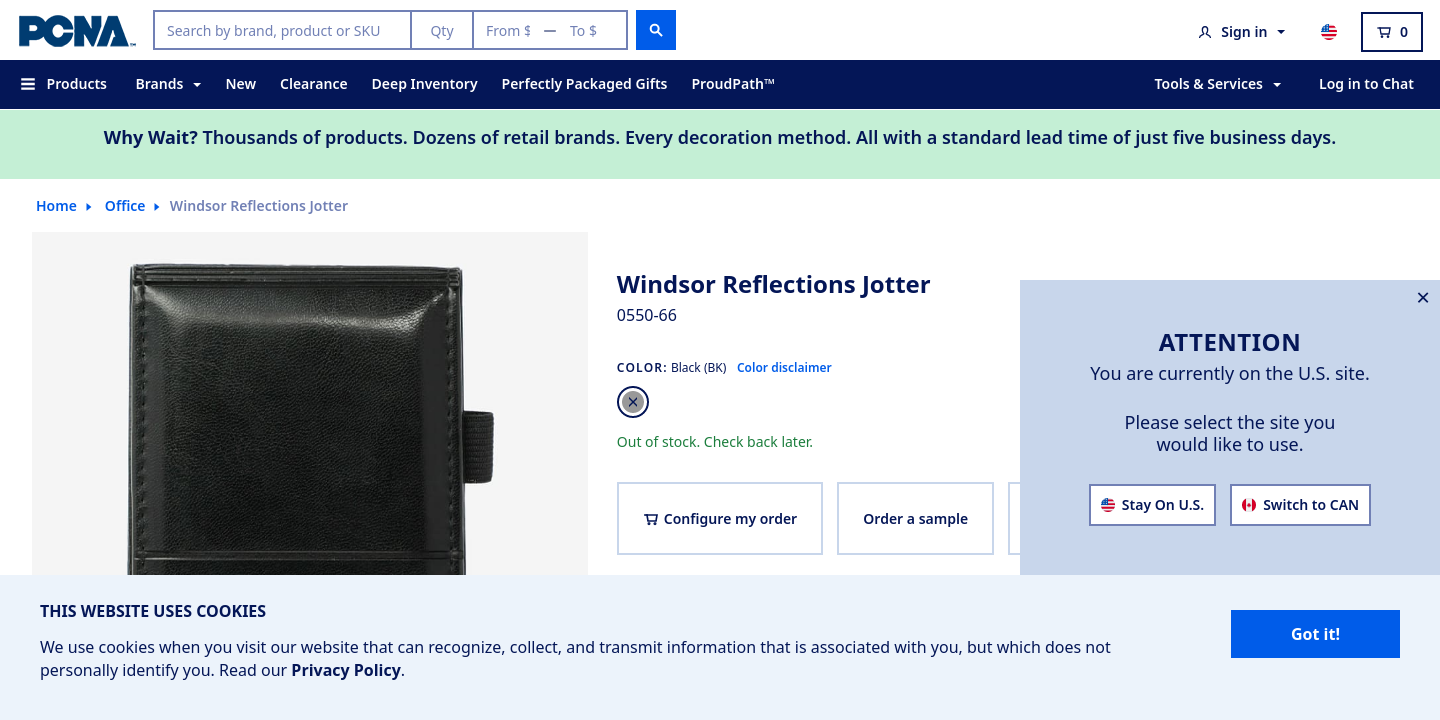 PCNA™
Search by brand, product or SKU
Qty
From $ — To $
Sign in
0
Products
Brands
New
Clearance
Deep Inventory
Perfectly Packaged Gifts
ProudPath™
Tools & Services
Log in to Chat
Why Wait? Thousands of products. Dozens of retail brands. Every decoration method. All with a standard lead time of just five business days.
Home
Office
Windsor Reflections Jotter
Windsor Reflections Jotter
0550-66
COLOR: Black (BK) Color disclaimer
Out of stock. Check back later.
Configure my order
Order a sample
ATTENTION
You are currently on the U.S. site.
Please select the site you
would like to use.
Stay On U.S.
Switch to CAN
THIS WEBSITE USES COOKIES
We use cookies when you visit our website that can recognize, collect, and transmit information that is associated with you, but which does not
personally identify you. Read our Privacy Policy.
Got it!